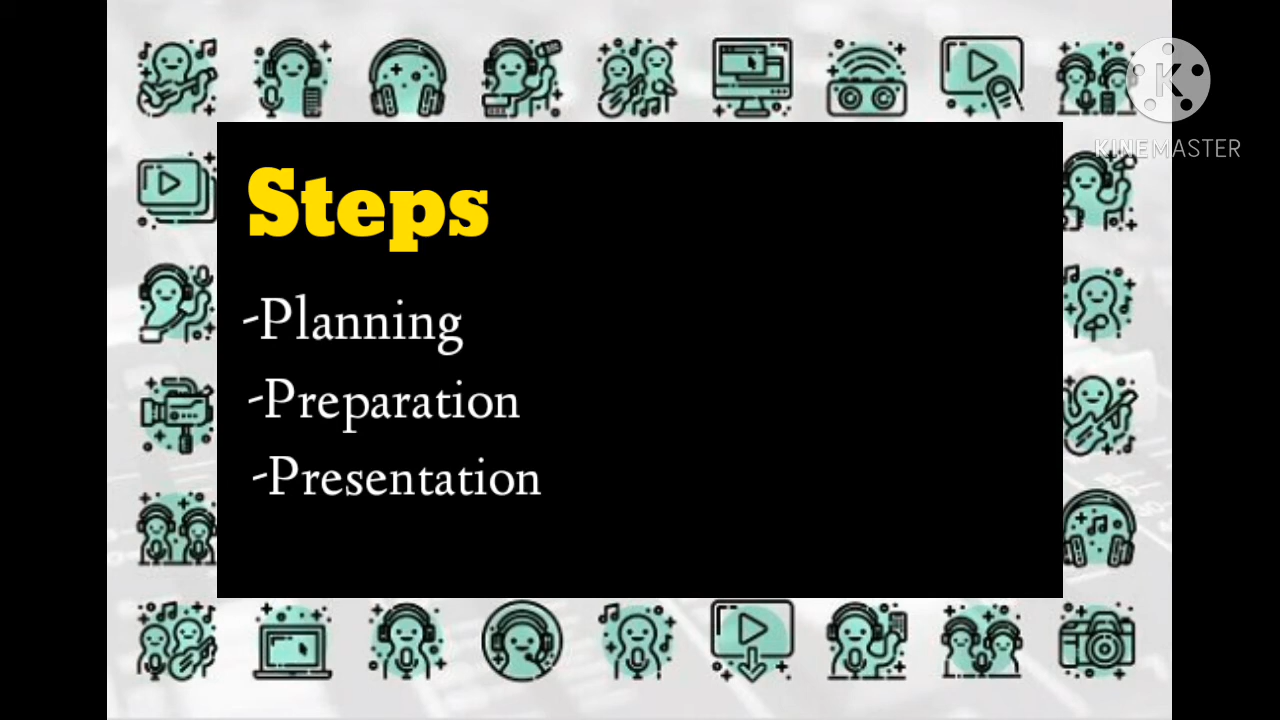 K
KINEMASTER
Steps
-Planning
-Preparation
-Presentation